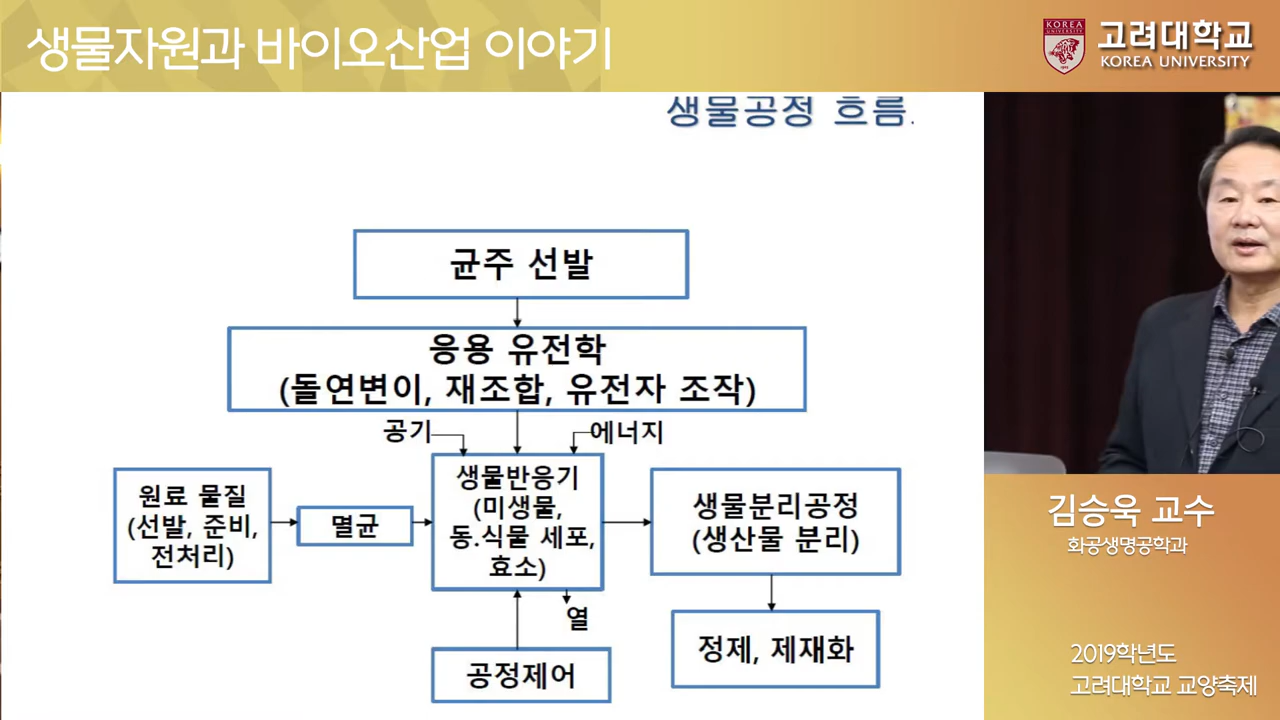 생물자원과 바이오산업 이야기
KOREA
UNIVERSITY
고려대학교
KOREA UNIVERSITY
생물공정 흐름.
균주 선발
응용 유전학
(돌연변이, 재조합, 유전자 조작)
공기
에너지
원료 물질
(선발, 준비,
전처리)
멸균
생물반응기
(미생물,
동.식물 세포,
효소)
생물분리공정
(생산물 분리)
열
공정제어
정제, 제재화
김승욱 교수
화공생명공학과
2019학년도
고려대학교 교양축제